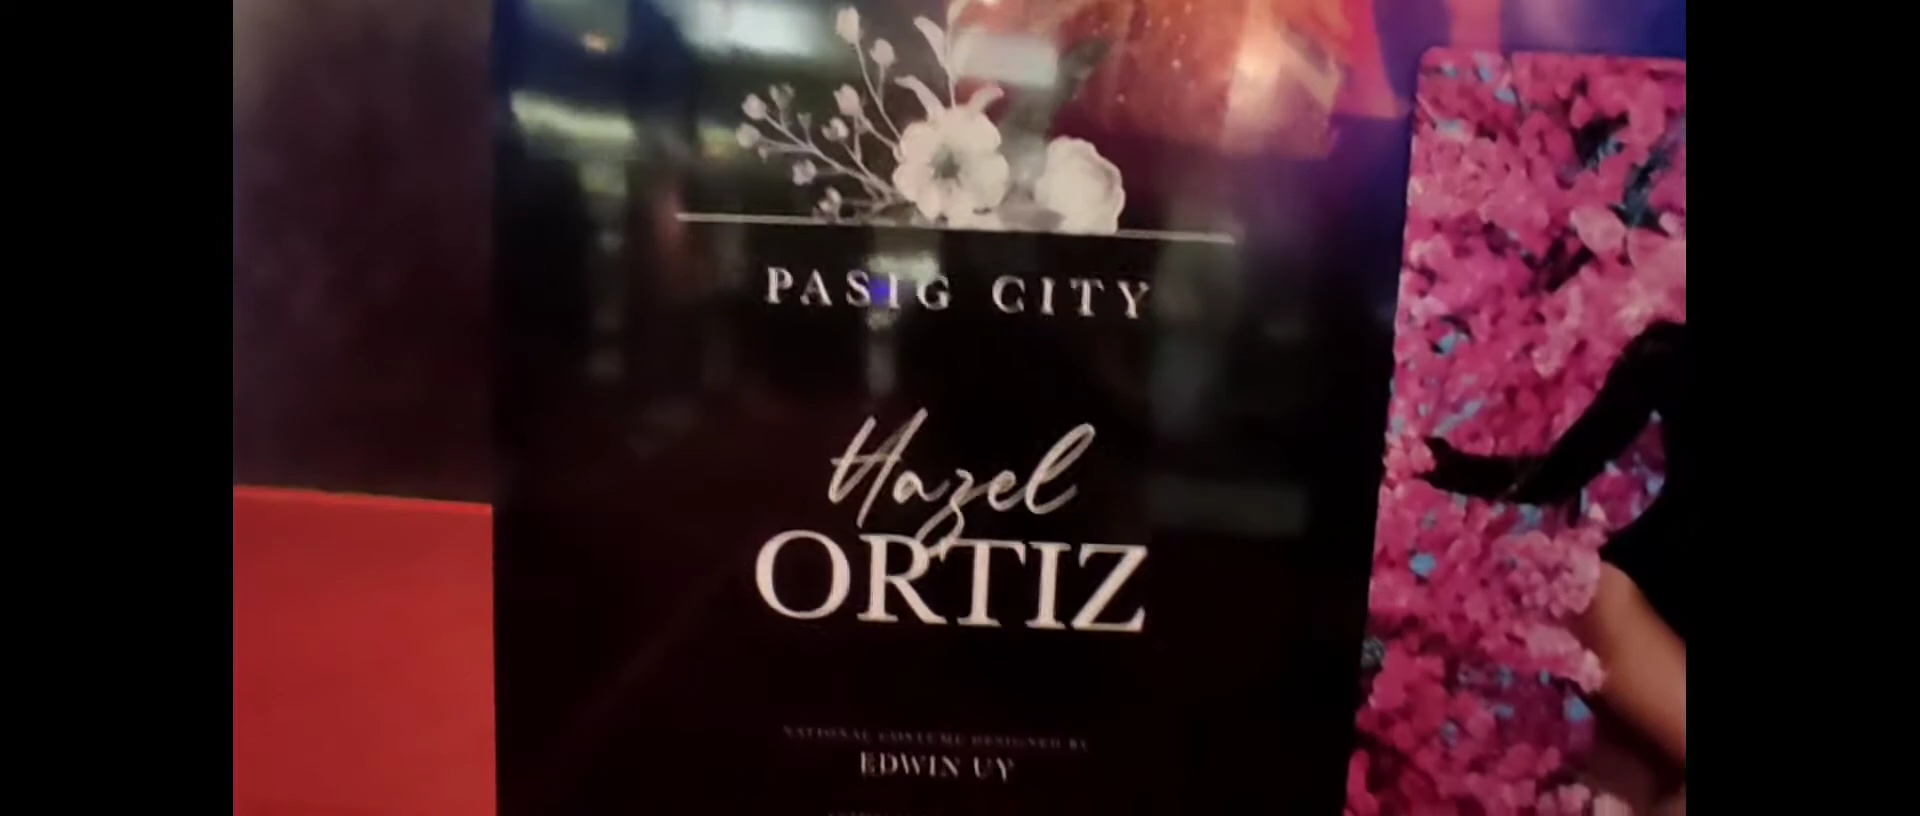 PASIG CITY
Hazel
ORTIZ
NATIONAL COSTUME DESIGNED BY
EDWIN UY